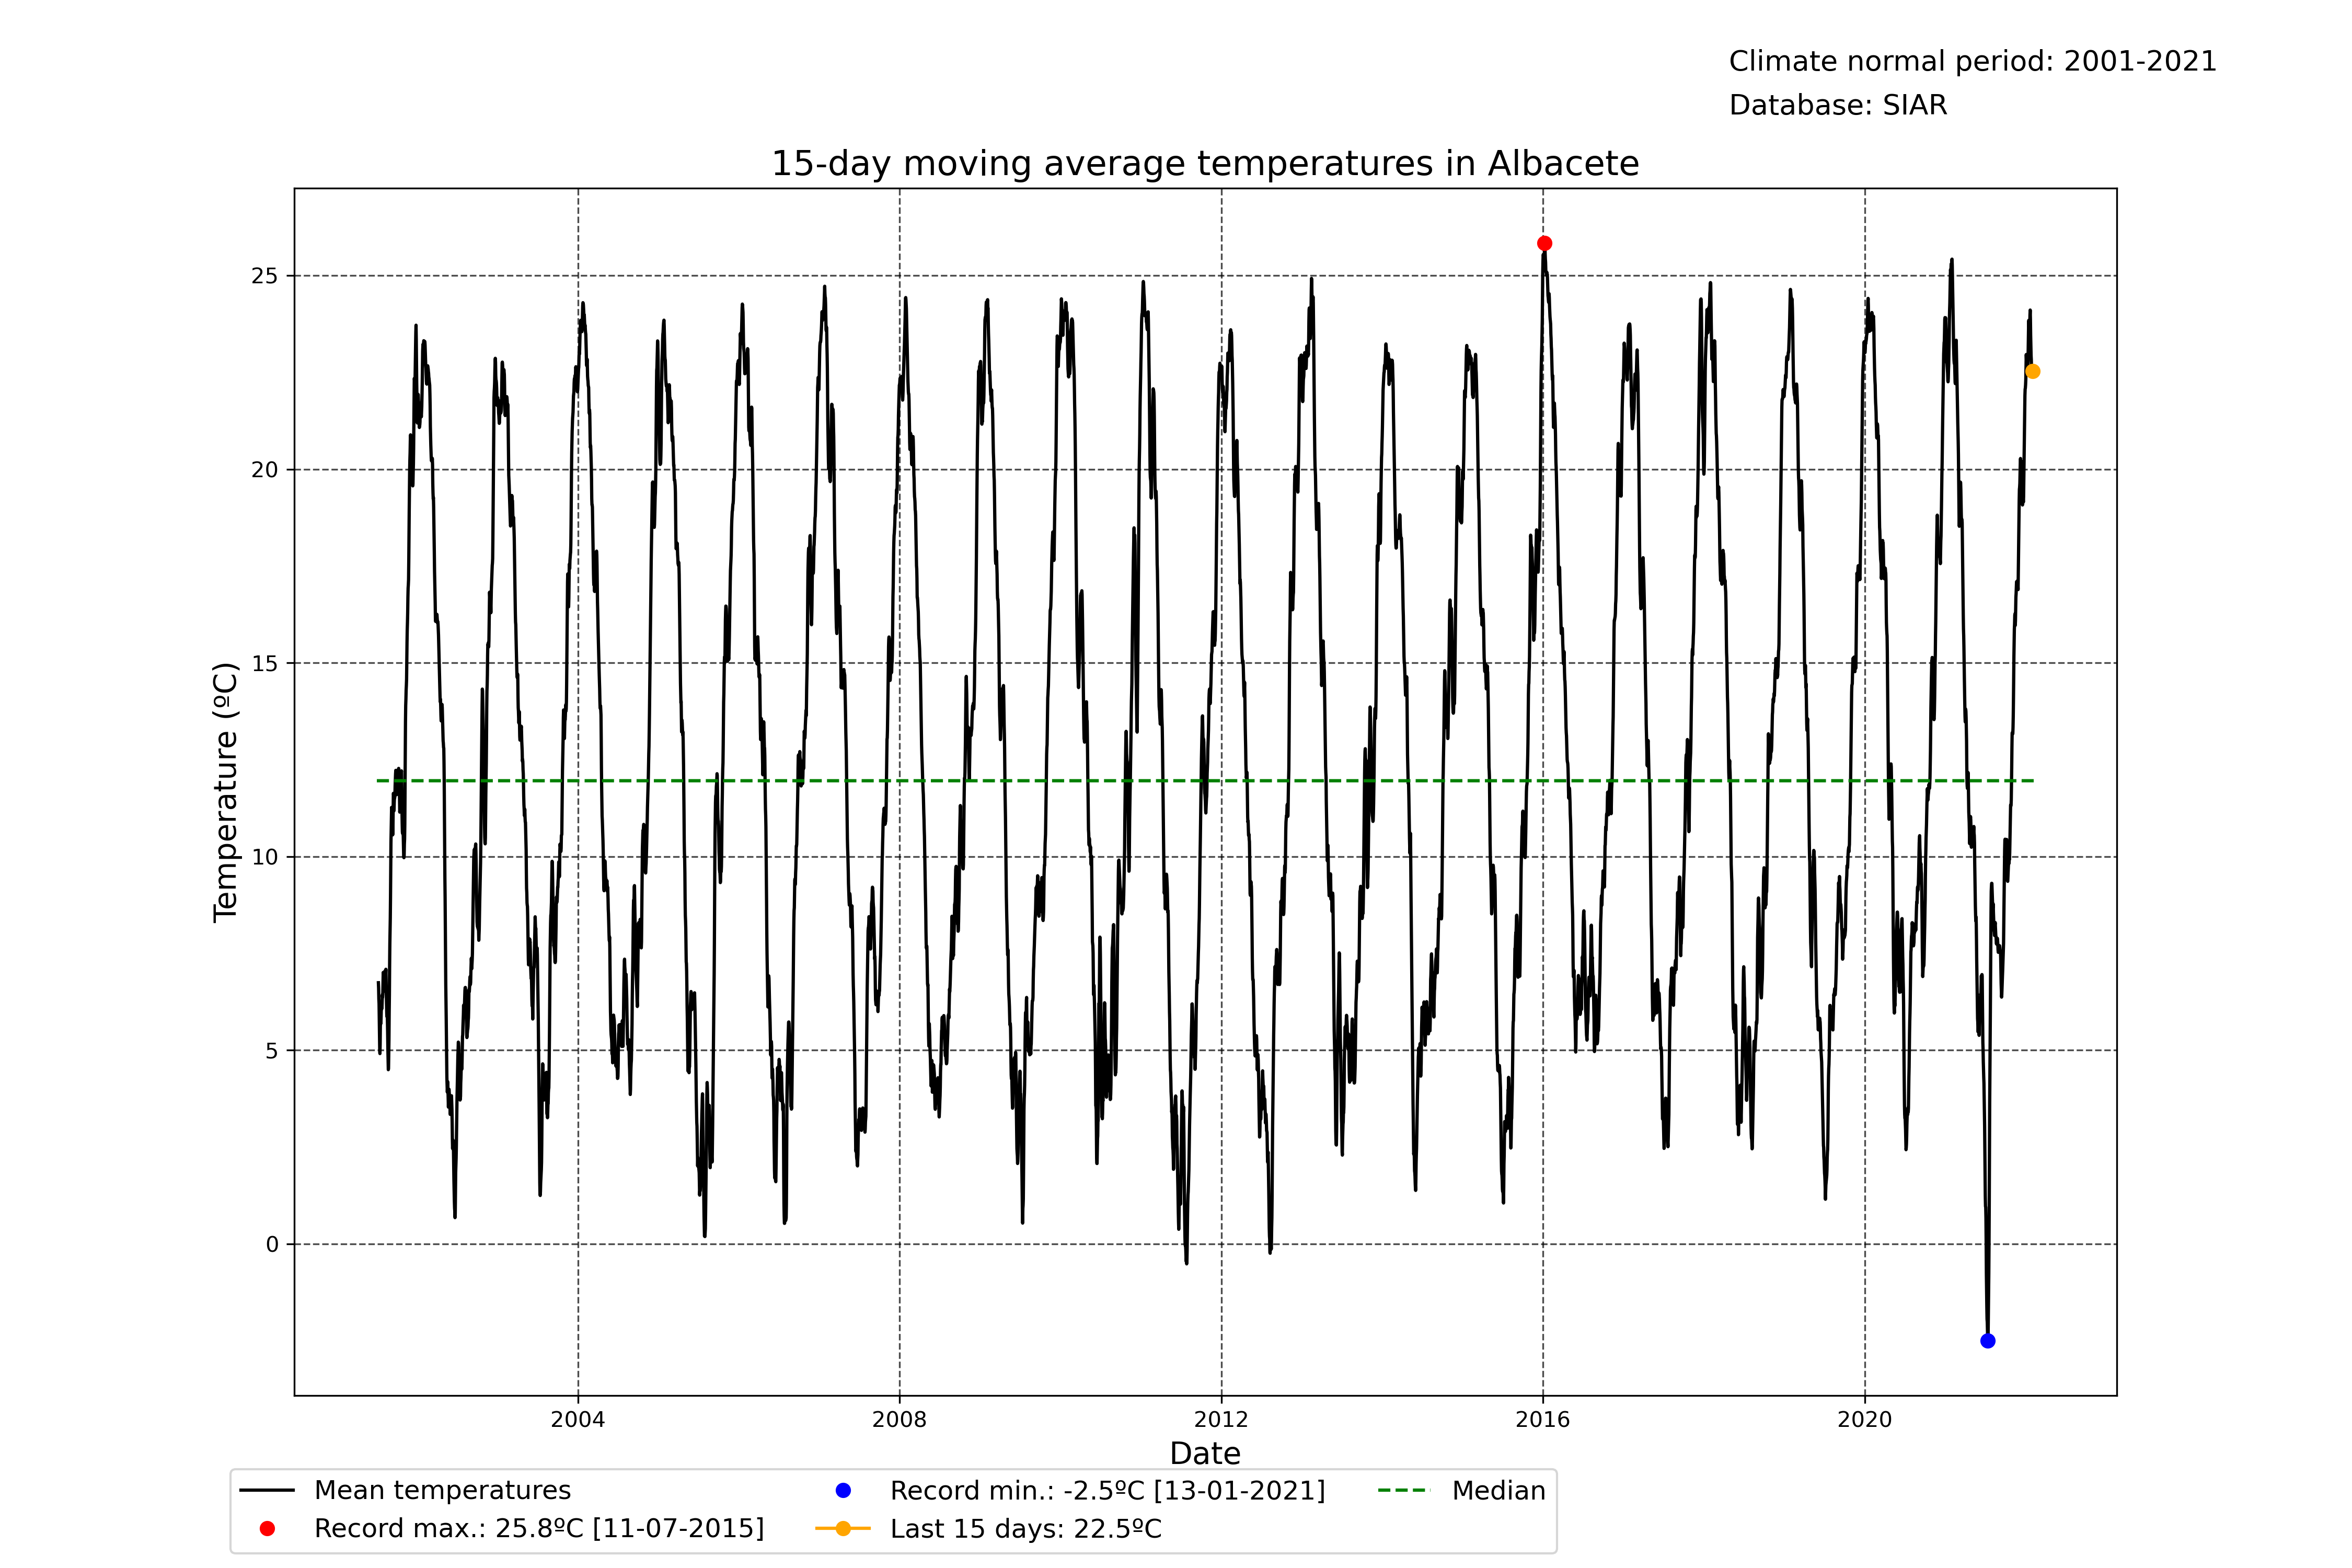 Climate normal period: 2001-2021
Database: SIAR
15-day moving average temperatures in Albacete
Temperature (ºC)
25
20
15
10
5
0
2004 2008 2012 2016 2020
Date
Mean temperatures
Record max.: 25.8ºC [11-07-2015]
Record min.: -2.5ºC [13-01-2021]
Last 15 days: 22.5ºC
Median